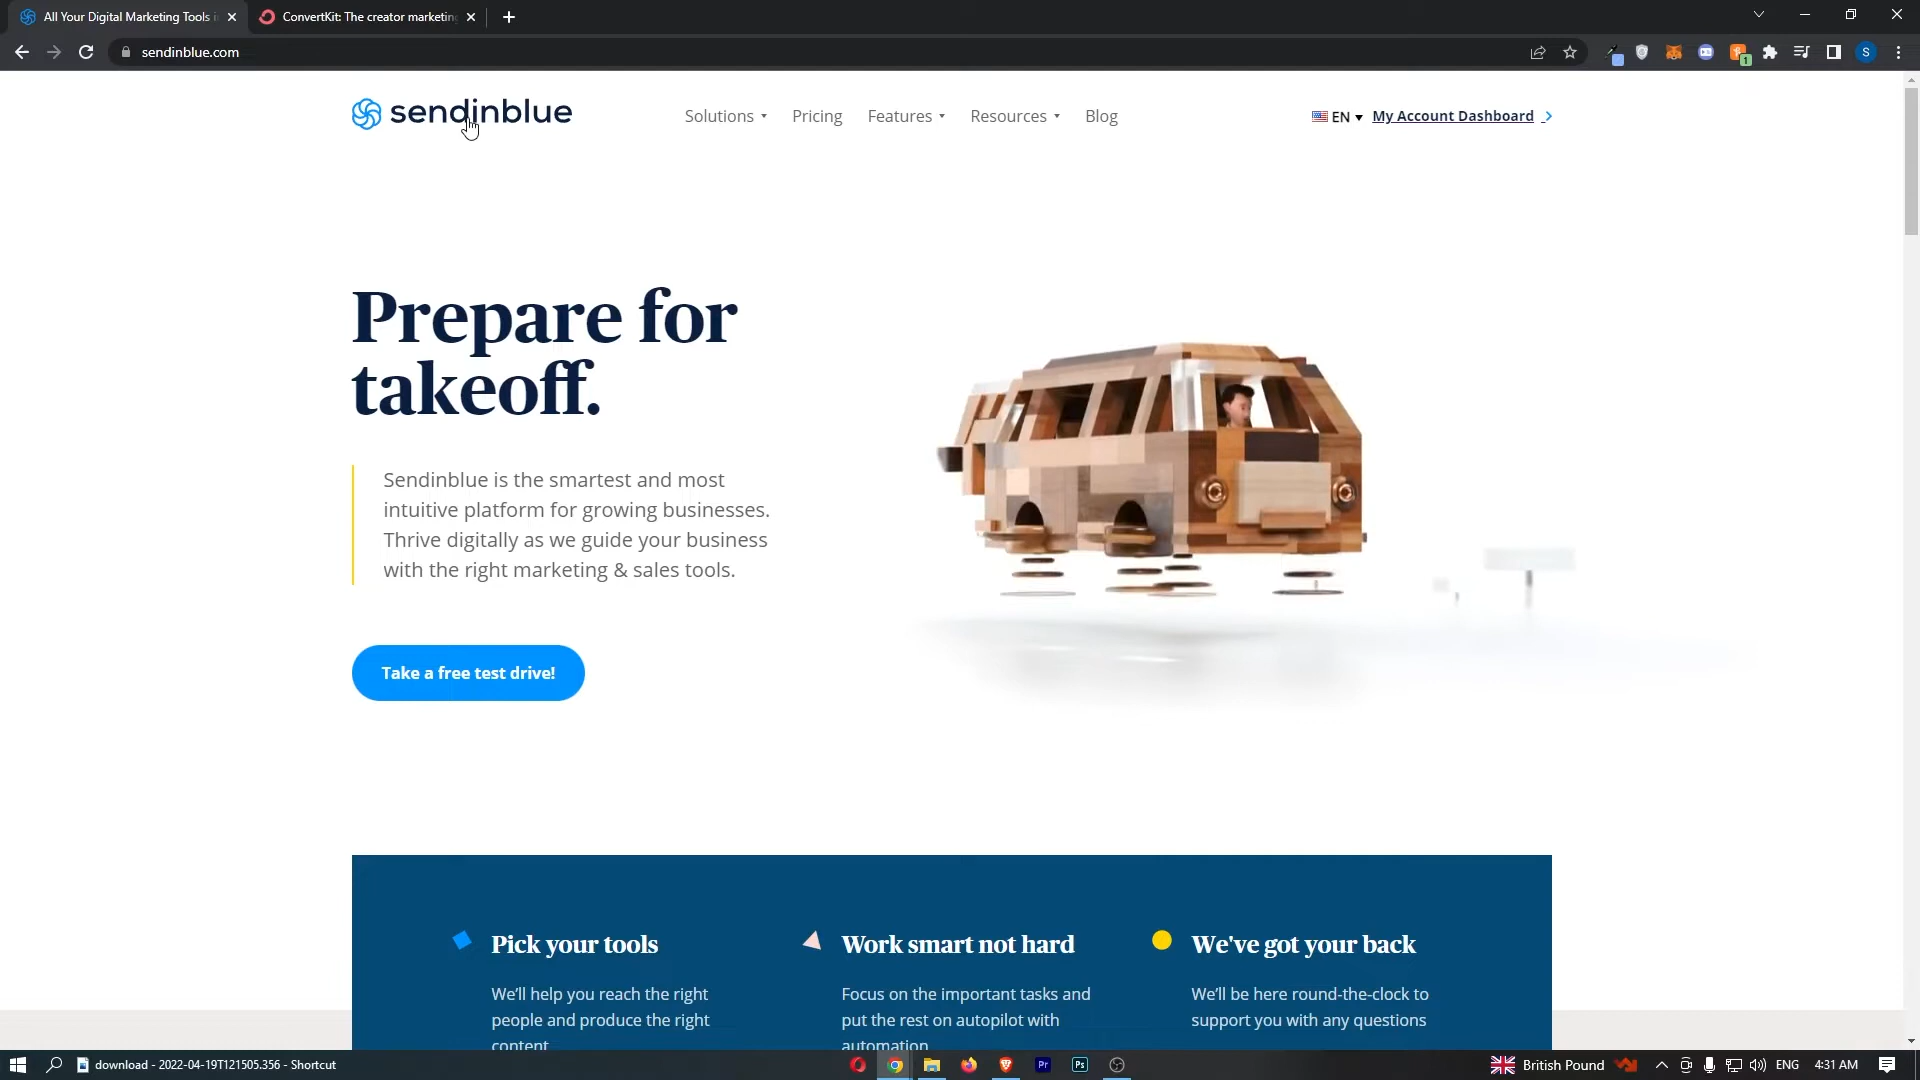 All Your Digital Marketing Tools i
ConvertKit: The creator marketing
sendinblue.com
S
1
sendinblue
Solutions
Pricing
Features
Resources
Blog
EN
My Account Dashboard
Prepare for
takeoff.
Sendinblue is the smartest and most
intuitive platform for growing businesses.
Thrive digitally as we guide your business
with the right marketing & sales tools.
Take a free test drive!
Pick your tools
We'll help you reach the right
people and produce the right
content
Work smart not hard
Focus on the important tasks and
put the rest on autopilot with
automation
We've got your back
We'll be here round-the-clock to
support you with any questions
download - 2022-04-19T121505.356 - Shortcut
Pr
Ps
British Pound
ENG
4:31 AM